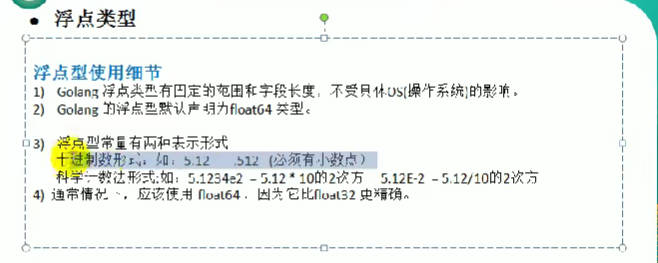 • 浮点类型
浮点型使用细节
1) Golang 浮点类型有固定的范围和字段长度，不受具体OS(操作系统)的影响。
2) Golang 的浮点型默认声明为float64 类型。
3) 浮点型常量有两种表示形式
十进制数形式：如：5.12 .512 (必须有小数点）
科学计数法形式:如：5.1234e2 = 5.12 * 10的2次方 5.12E-2 = 5.12/10的2次方
4) 通常情况下，应该使用 float64 ，因为它比float32 更精确。